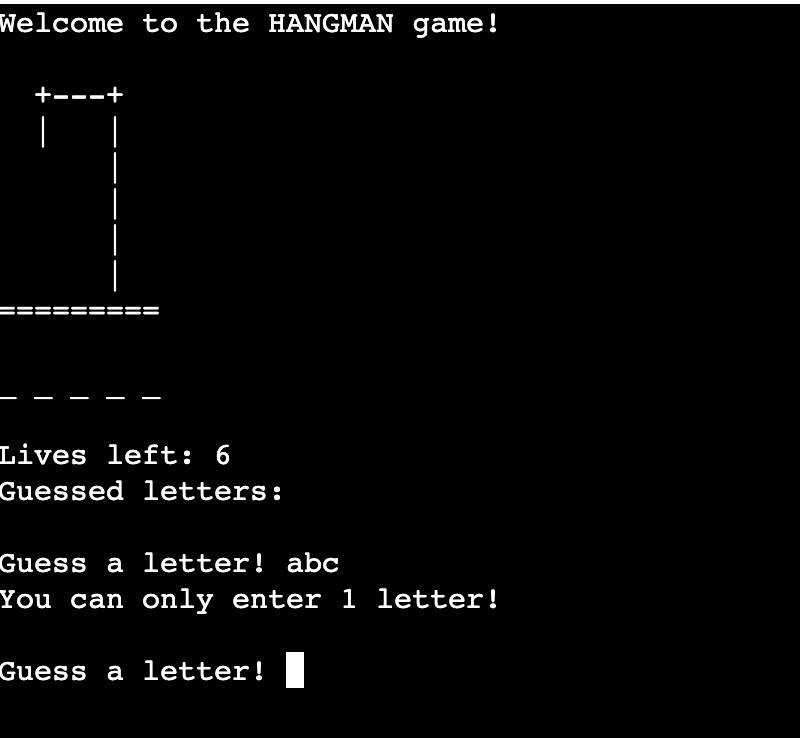 Welcome to the HANGMAN game!
  +---+
  |   |
      |
      |
      |
      |
=========
_ _ _ _ _
Lives left: 6
Guessed letters:
Guess a letter! abc
You can only enter 1 letter!
Guess a letter!